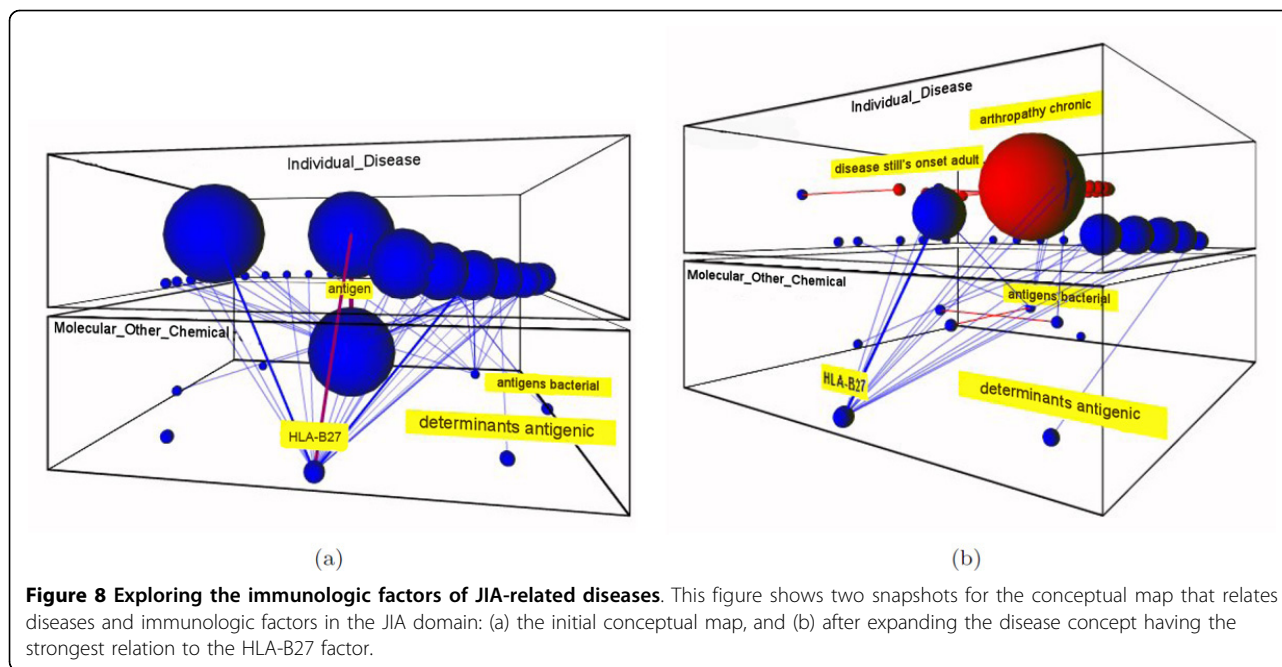 Individual_Disease
antigen
Molecular_Other_Chemical
antigens bacterial
determinants antigenic
HLA-B27
(a)
Individual_Disease
arthropathy chronic
disease still's onset adult
Molecular_Other_Chemical
antigens bacterial
HLA-B27
determinants antigenic
(b)
Figure 8 Exploring the immunologic factors of JIA-related diseases. This figure shows two snapshots for the conceptual map that relates
diseases and immunologic factors in the JIA domain: (a) the initial conceptual map, and (b) after expanding the disease concept having the
strongest relation to the HLA-B27 factor.